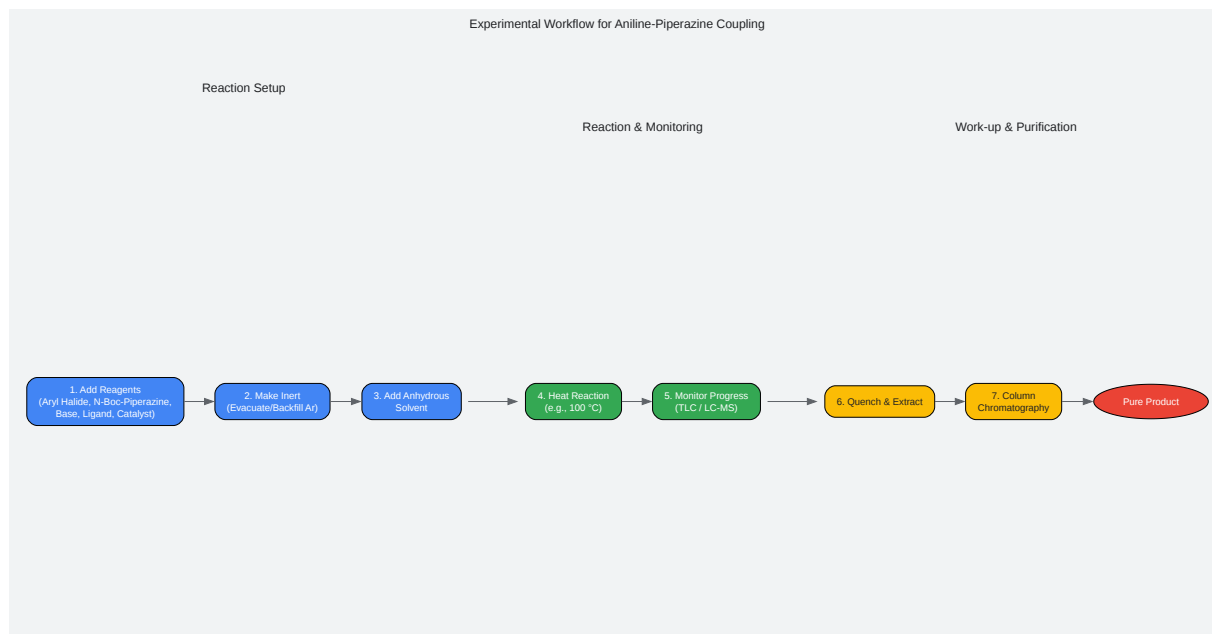 Experimental Workflow for Aniline-Piperazine Coupling
Reaction Setup
Reaction & Monitoring
Work-up & Purification
1. Add Reagents
(Aryl Halide, N-Boc-Piperazine,
Base, Ligand, Catalyst)
2. Make Inert
(Evacuate/Backfill Ar)
3. Add Anhydrous
Solvent
4. Heat Reaction
(e.g., 100 °C)
5. Monitor Progress
(TLC / LC-MS)
6. Quench & Extract
7. Column
Chromatography
Pure Product